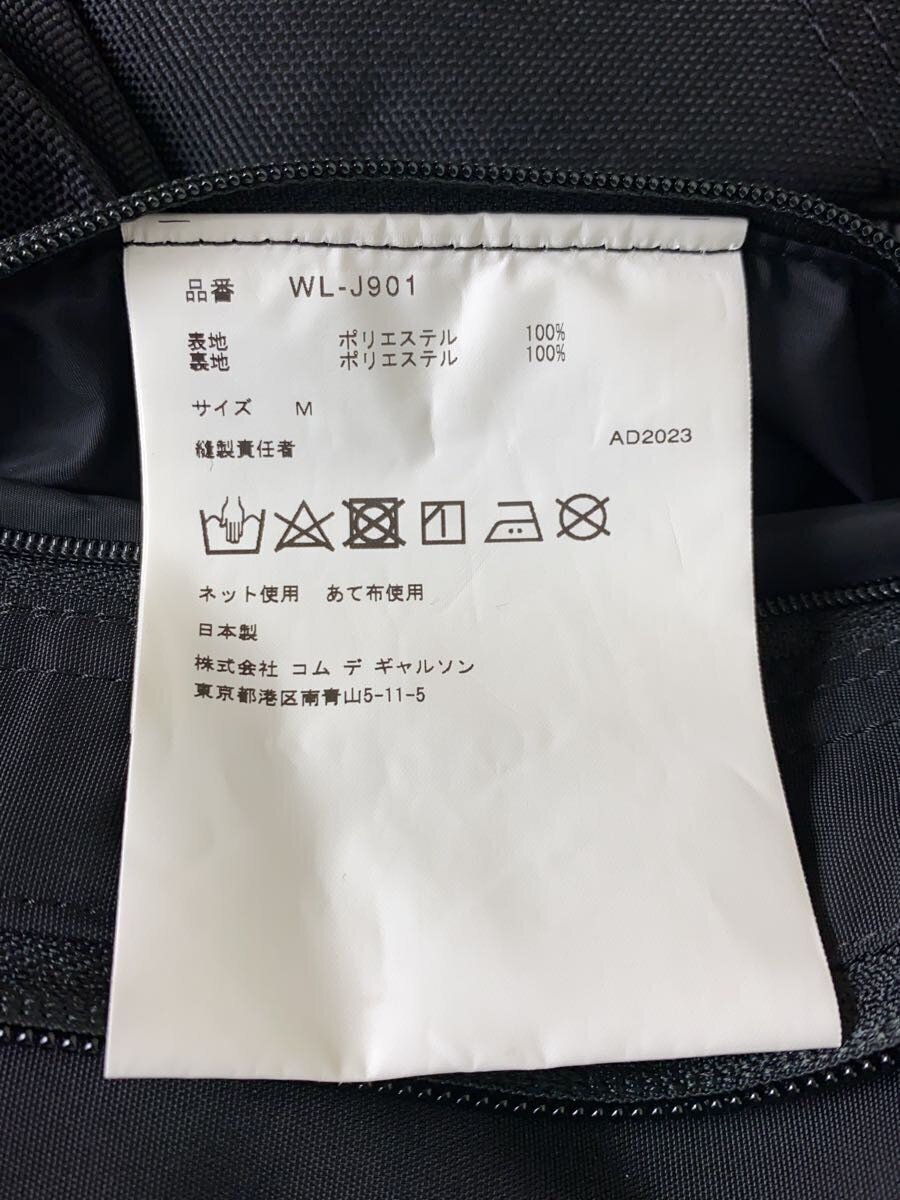 品番 WL-J901
表地 ポリエステル 100%
裏地 ポリエステル 100%
サイズ M
縫製責任者 AD2023
ネット使用 あて布使用
日本製
株式会社 コム デ ギャルソン
東京都港区南青山5-11-5